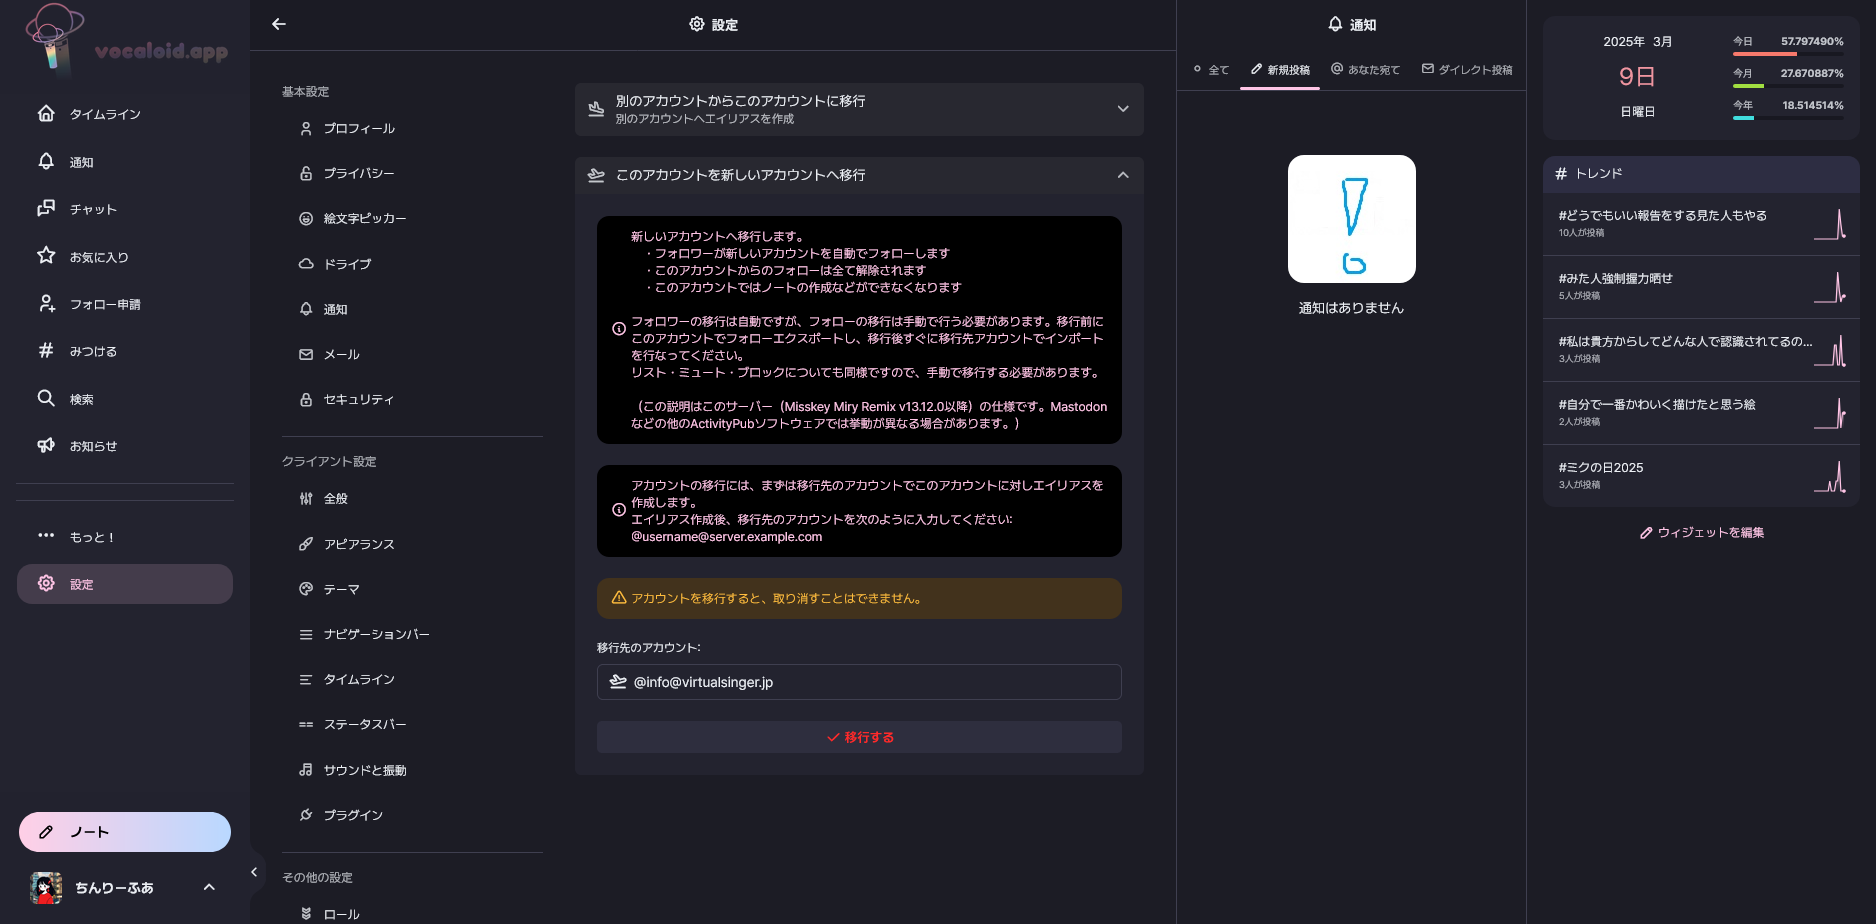 vocaloid.app
タイムライン
通知
チャット
お気に入り
フォロー申請
みつける
検索
お知らせ
もっと！
設定
ノート
ちんりーふあ
設定
基本設定
プロフィール
プライバシー
絵文字ピッカー
ドライブ
通知
メール
セキュリティ
クライアント設定
全般
アピアランス
テーマ
ナビゲーションバー
タイムライン
ステータスバー
サウンドと振動
プラグイン
その他の設定
ロール
別のアカウントからこのアカウントに移行
別のアカウントへエイリアスを作成
このアカウントを新しいアカウントへ移行
新しいアカウントへ移行します。
・フォロワーが新しいアカウントを自動でフォローします
・このアカウントからのフォローは全て解除されます
・このアカウントではノートの作成などができなくなります
フォロワーの移行は自動ですが、フォローの移行は手動で行う必要があります。移行前に
このアカウントでフォローエクスポートし、移行後すぐに移行先アカウントでインポート
を行なってください。
リスト・ミュート・ブロックについても同様ですので、手動で移行する必要があります。
（この説明はこのサーバー（Misskey Miry Remix v13.12.0以降）の仕様です。Mastodon
などの他のActivityPubソフトウェアでは挙動が異なる場合があります。)
アカウントの移行には、まずは移行先のアカウントでこのアカウントに対しエイリアスを
作成します。
エイリアス作成後、移行先のアカウントを次のように入力してください:
@username@server.example.com
アカウントを移行すると、取り消すことはできません。
移行先のアカウント:
@info@virtualsinger.jp
移行する
通知
全て
新規投稿
あなた宛て
ダイレクト投稿
通知はありません
2025年 3月
9日
日曜日
今日 57.797490%
今月 27.670887%
今年 18.514514%
# トレンド
#どうでもいい報告をする見た人もやる
10人が投稿
#みた人強制握力晒せ
5人が投稿
#私は貴方からしてどんな人で認識されてるの...
3人が投稿
#自分で一番かわいく描けたと思う絵
2人が投稿
#ミクの日2025
3人が投稿
ウィジェットを編集